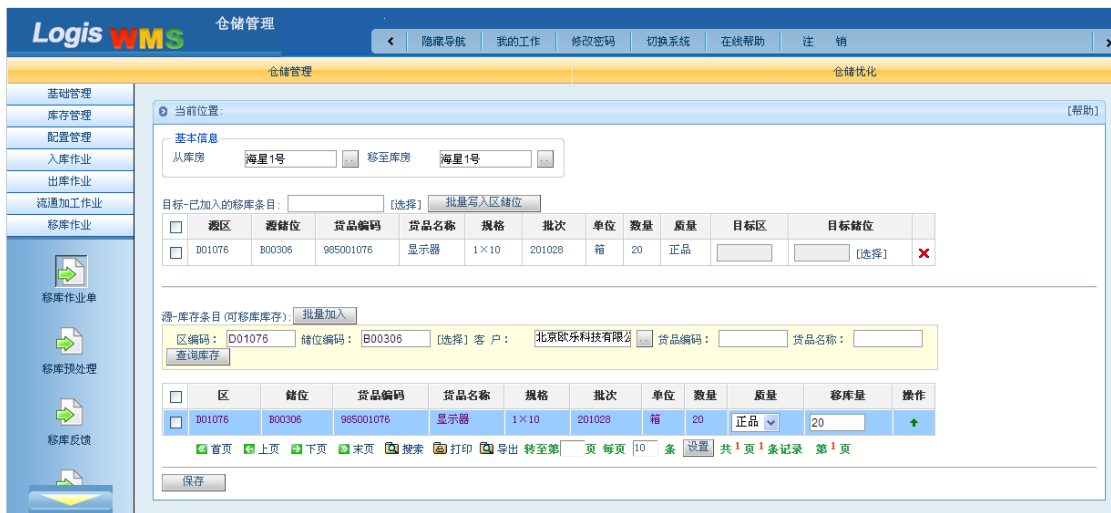 Logis WMS 仓储管理
隐藏导航 我的工作 修改密码 切换系统 在线帮助 注 销
仓储管理 仓储优化
基础管理
库存管理
配置管理
入库作业
出库作业
流通加工作业
移库作业
移库作业单
移库预处理
移库反馈
当前位置: [帮助]
基本信息
从库房 海星1号 .. 移至库房 海星1号 ..
目标-已加入的移库条目: [选择] 批量写入区储位
源区 源储位 货品编码 货品名称 规格 批次 单位 数量 质量 目标区 目标储位
D01076 B00306 985001076 显示器 1×10 201028 箱 20 正品 [选择]
源-库存条目(可移库库存): 批量加入
区编码: D01076 储位编码: B00306 [选择] 客 户: 北京欧乐科技有限公 .. 货品编码: 货品名称:
查询库存
区 储位 货品编码 货品名称 规格 批次 单位 数量 质量 移库量 操作
D01076 B00306 985001076 显示器 1×10 201028 箱 20 正品 20
首页 上页 下页 末页 搜索 打印 导出 转至第 页 每页 10 条 设置 共1页1条记录 第1页
保存